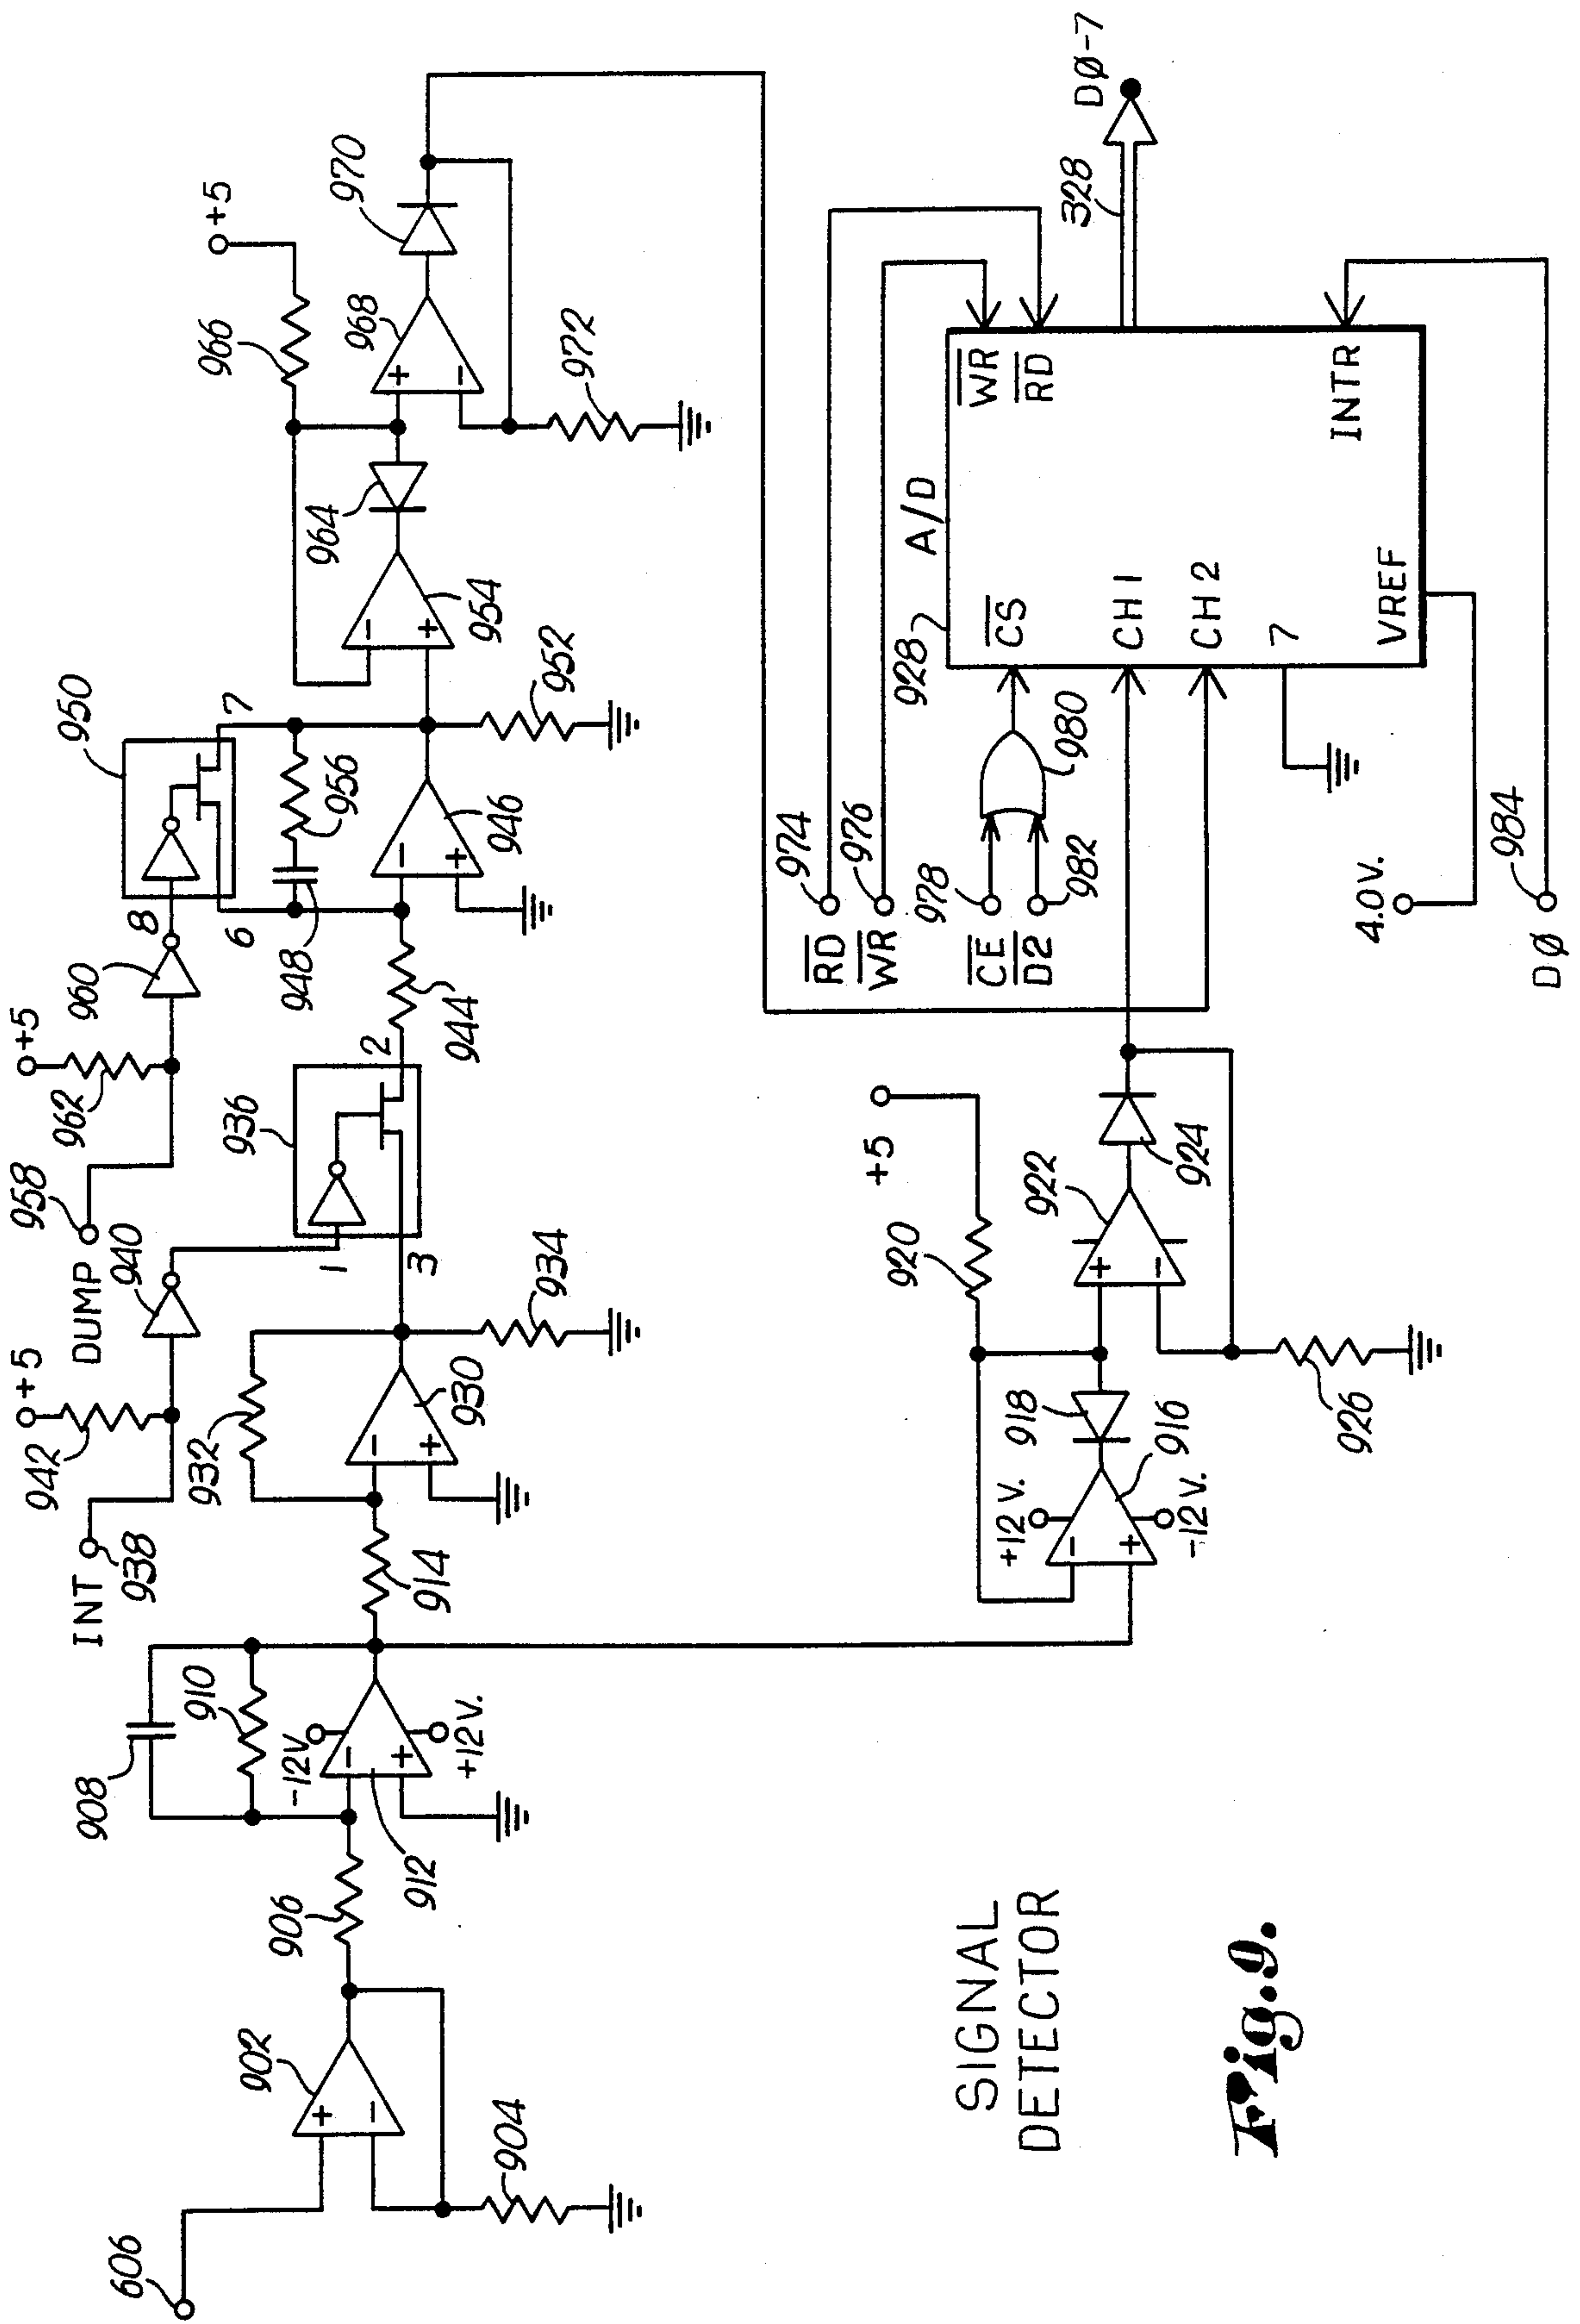 606
902
904
906
908
910
-12V
+12V.
912
914
INT
938
942
+5
932
930
934
940
DUMP
958
962
+5
960
936
1
3
2
944
8
6
7
950
948
956
946
952
954
964
966
+5
968
970
972
+12 V.
-12 V.
916
918
920
+5
922
924
926
RD
974
WR
976
CE
978
D2
982
980
928
A/D
CS
CH 1
CH 2
7
VREF
WR
RD
INTR
328
DØ-7
4.0V.
DØ
984
SIGNAL
DETECTOR
Fig.9.